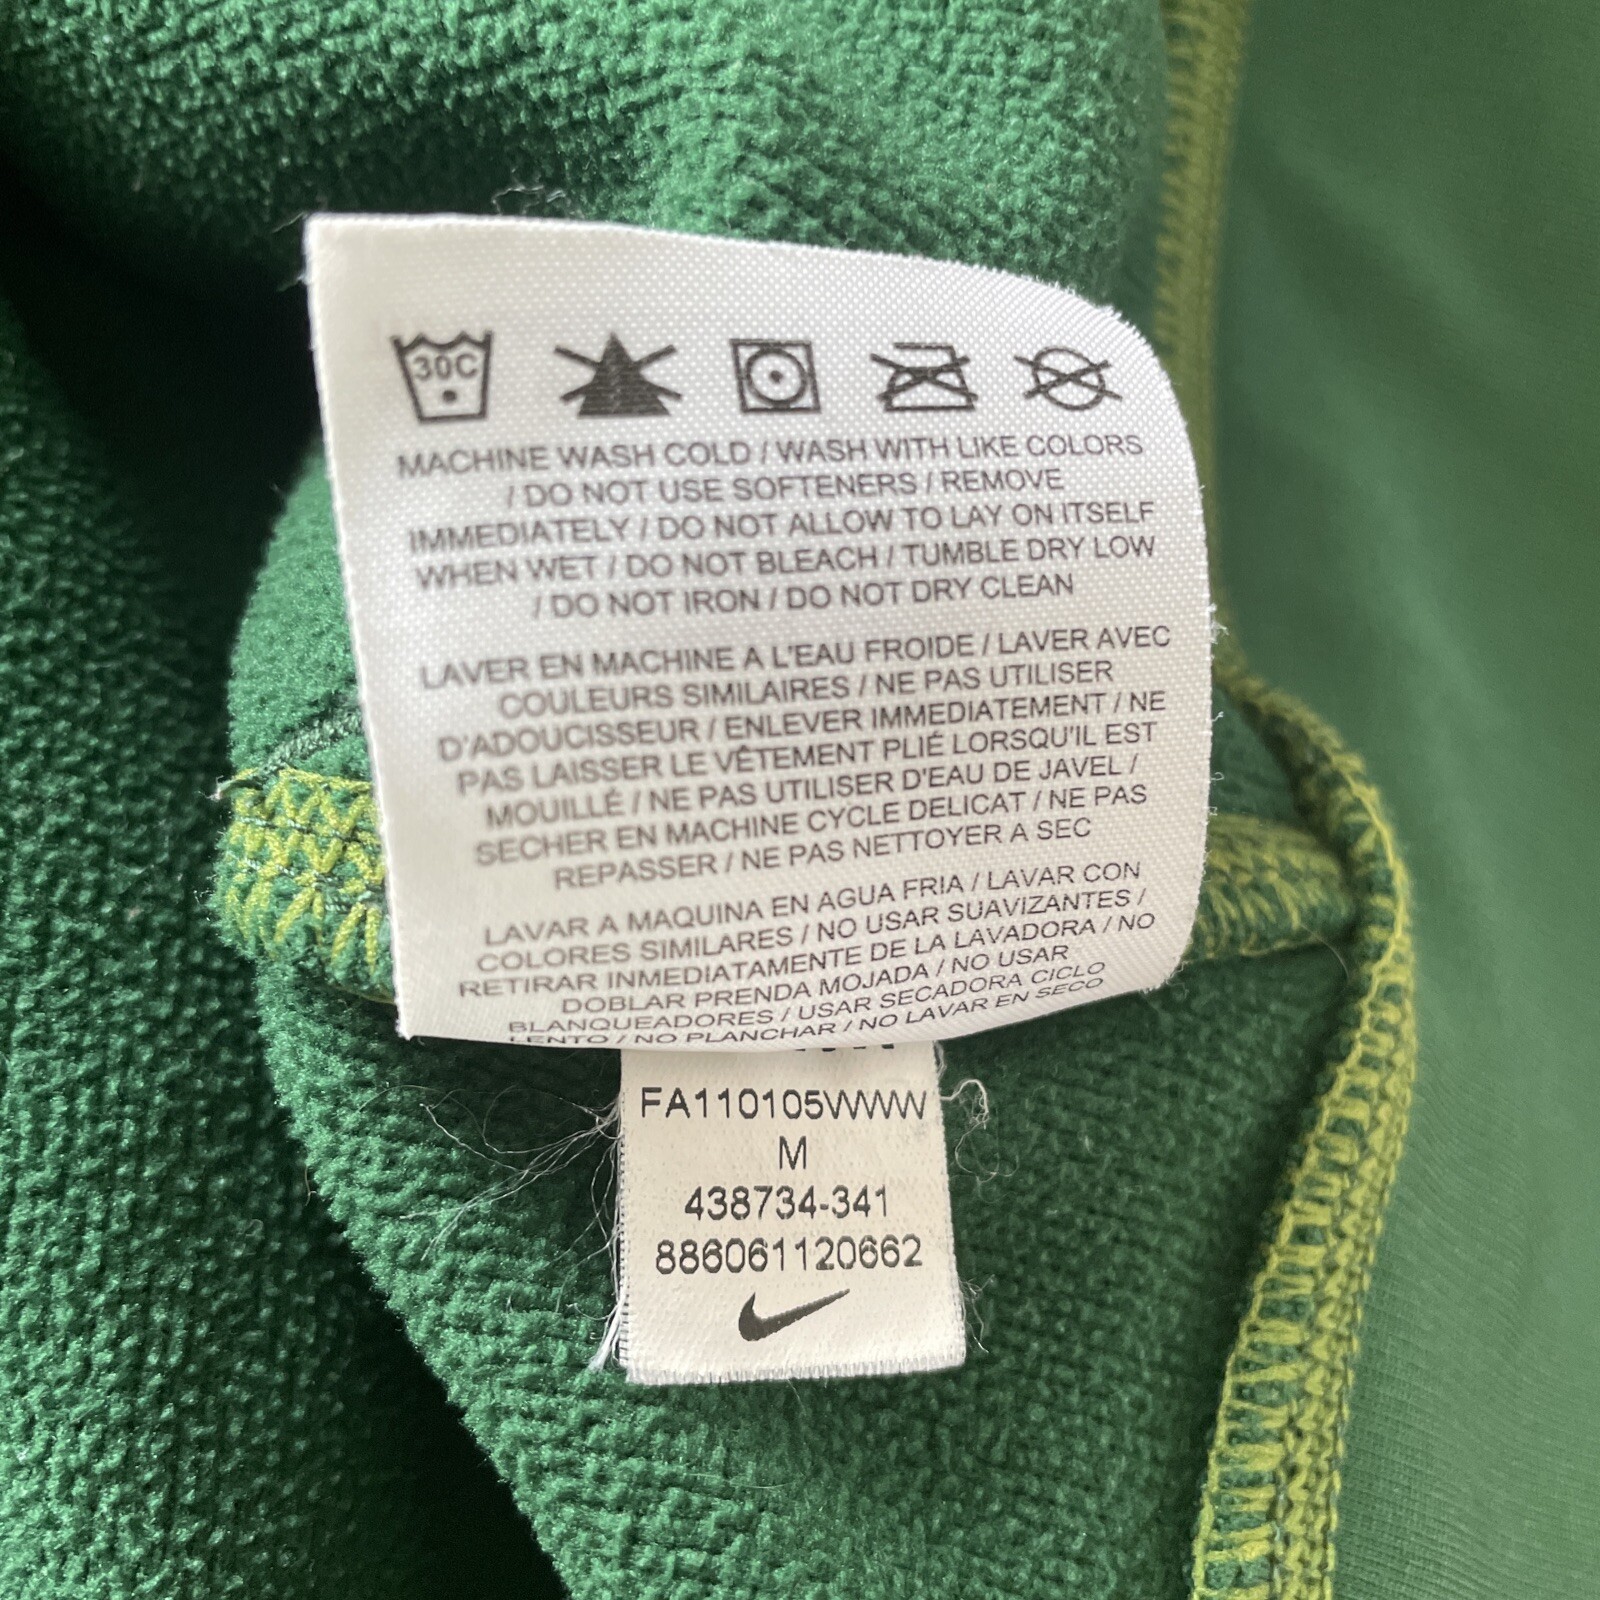 30C
MACHINE WASH COLD / WASH WITH LIKE COLORS
/ DO NOT USE SOFTENERS / REMOVE
IMMEDIATELY / DO NOT ALLOW TO LAY ON ITSELF
WHEN WET / DO NOT BLEACH / TUMBLE DRY LOW
/ DO NOT IRON / DO NOT DRY CLEAN
LAVER EN MACHINE A L'EAU FROIDE / LAVER AVEC
COULEURS SIMILAIRES / NE PAS UTILISER
D'ADOUCISSEUR / ENLEVER IMMEDIATEMENT / NE
PAS LAISSER LE VÊTEMENT PLIÉ LORSQU'IL EST
MOUILLÉ / NE PAS UTILISER D'EAU DE JAVEL /
SECHER EN MACHINE CYCLE DELICAT / NE PAS
REPASSER / NE PAS NETTOYER A SEC
LAVAR A MAQUINA EN AGUA FRIA / LAVAR CON
COLORES SIMILARES / NO USAR SUAVIZANTES /
RETIRAR INMEDIATAMENTE DE LA LAVADORA / NO
DOBLAR PRENDA MOJADA / NO USAR
BLANQUEADORES / USAR SECADORA CICLO
LENTO / NO PLANCHAR / NO LAVAR EN SECO
FA110105WWW
M
438734-341
886061120662